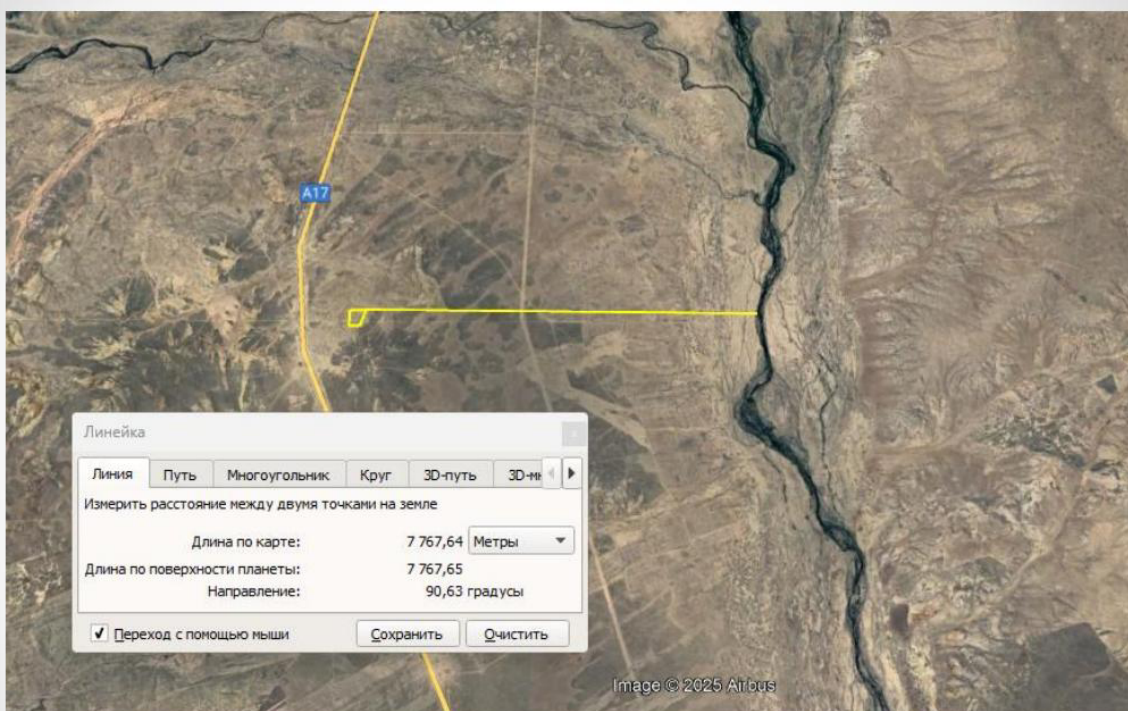 A17
Линейка
Линия Путь Многоугольник Круг 3D-путь
Измерить расстояние между двумя точками на земле
Длина по карте: 7 767,64 Метры
Длина по поверхности планеты: 7 767,65
Направление: 90,63 градусы
Переход с помощью мыши Сохранить Очистить
Image © 2025 Airbus